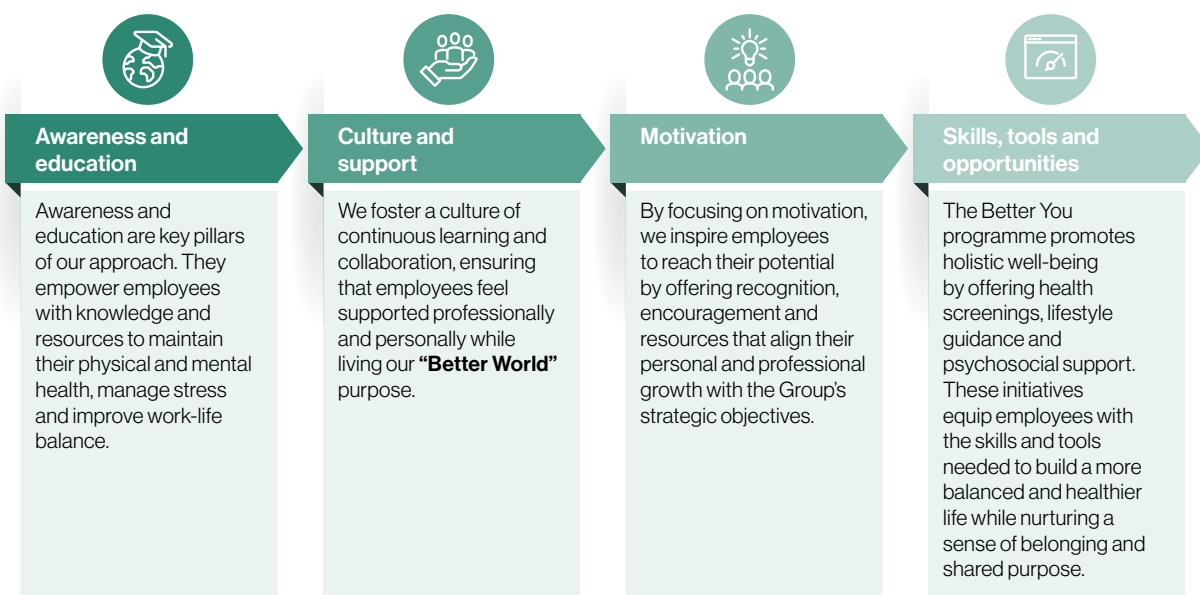 Awareness and
education
Awareness and
education are key pillars
of our approach. They
empower employees
with knowledge and
resources to maintain
their physical and mental
health, manage stress
and improve work-life
balance.
Culture and
support
We foster a culture of
continuous learning and
collaboration, ensuring
that employees feel
supported professionally
and personally while
living our “Better World”
purpose.
Motivation
By focusing on motivation,
we inspire employees
to reach their potential
by offering recognition,
encouragement and
resources that align their
personal and professional
growth with the Group’s
strategic objectives.
Skills, tools and
opportunities
The Better You
programme promotes
holistic well-being
by offering health
screenings, lifestyle
guidance and
psychosocial support.
These initiatives
equip employees with
the skills and tools
needed to build a more
balanced and healthier
life while nurturing a
sense of belonging and
shared purpose.